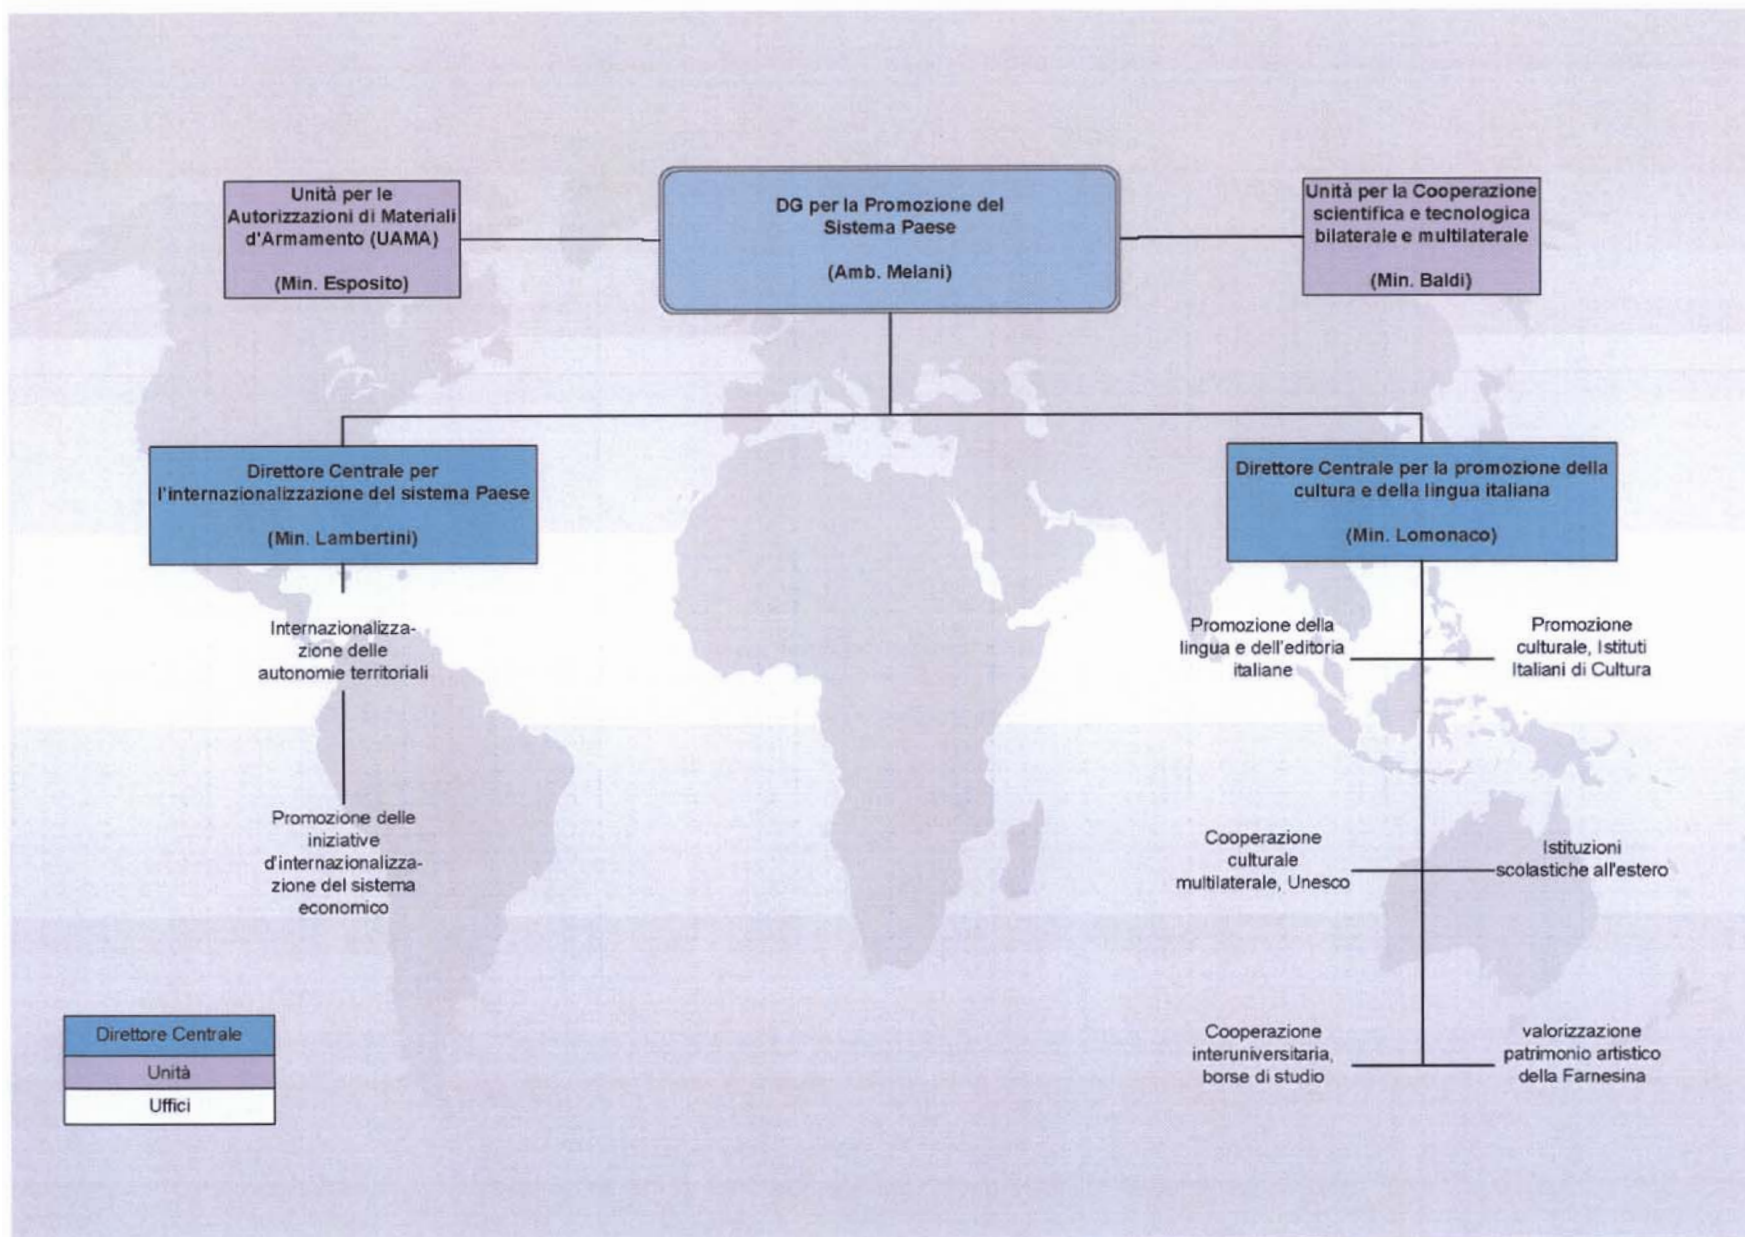 Unità per le
Autorizzazioni di Materiali
d'Armamento (UAMA)
(Min. Esposito)
DG per la Promozione del
Sistema Paese
(Amb. Melani)
Unità per la Cooperazione
scientifica e tecnologica
bilaterale e multilaterale
(Min. Baldi)
Direttore Centrale per
l'internazionalizzazione del sistema Paese
(Min. Lambertini)
Direttore Centrale per la promozione della
cultura e della lingua italiana
(Min. Lomonaco)
Internazionalizza-
zione delle
autonomie territoriali
Promozione delle
iniziative
d'internazionalizza-
zione del sistema
economico
Promozione della
lingua e dell'editoria
italiane
Promozione
culturale, Istituti
Italiani di Cultura
Cooperazione
culturale
multilaterale, Unesco
Istituzioni
scolastiche all'estero
Cooperazione
interuniversitaria,
borse di studio
valorizzazione
patrimonio artistico
della Farnesina
Direttore Centrale
Unità
Uffici